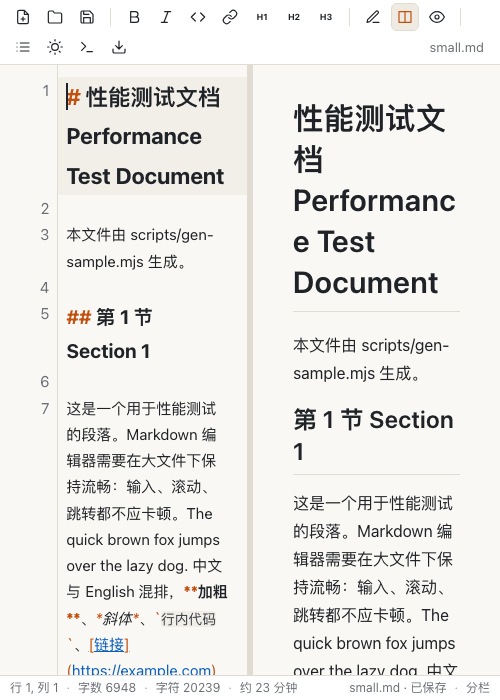 H1 H2 H3
small.md
1 # 性能测试文档
Performance
Test Document
2
3 本文件由 scripts/gen-
sample.mjs 生成。
4
5 ## 第 1 节
Section 1
6
7 这是一个用于性能测试
的段落。Markdown 编
辑器需要在大文件下保
持流畅：输入、滚动、
跳转都不应卡顿。The
quick brown fox jumps
over the lazy dog. 中文
与 English 混排，**加粗
**、*斜体*、`行内代码
`、[链接]
(https://example.com)
性能测试文
档
Performanc
e Test
Document
本文件由 scripts/gen-
sample.mjs 生成。
第 1 节 Section
1
这是一个用于性能测试
的段落。Markdown 编
辑器需要在大文件下保
持流畅：输入、滚动、
跳转都不应卡顿。The
quick brown fox jumps
over the lazy dog. 中文
行 1, 列 1 · 字数 6948 · 字符 20239 · 约 23 分钟
small.md · 已保存 · 分栏